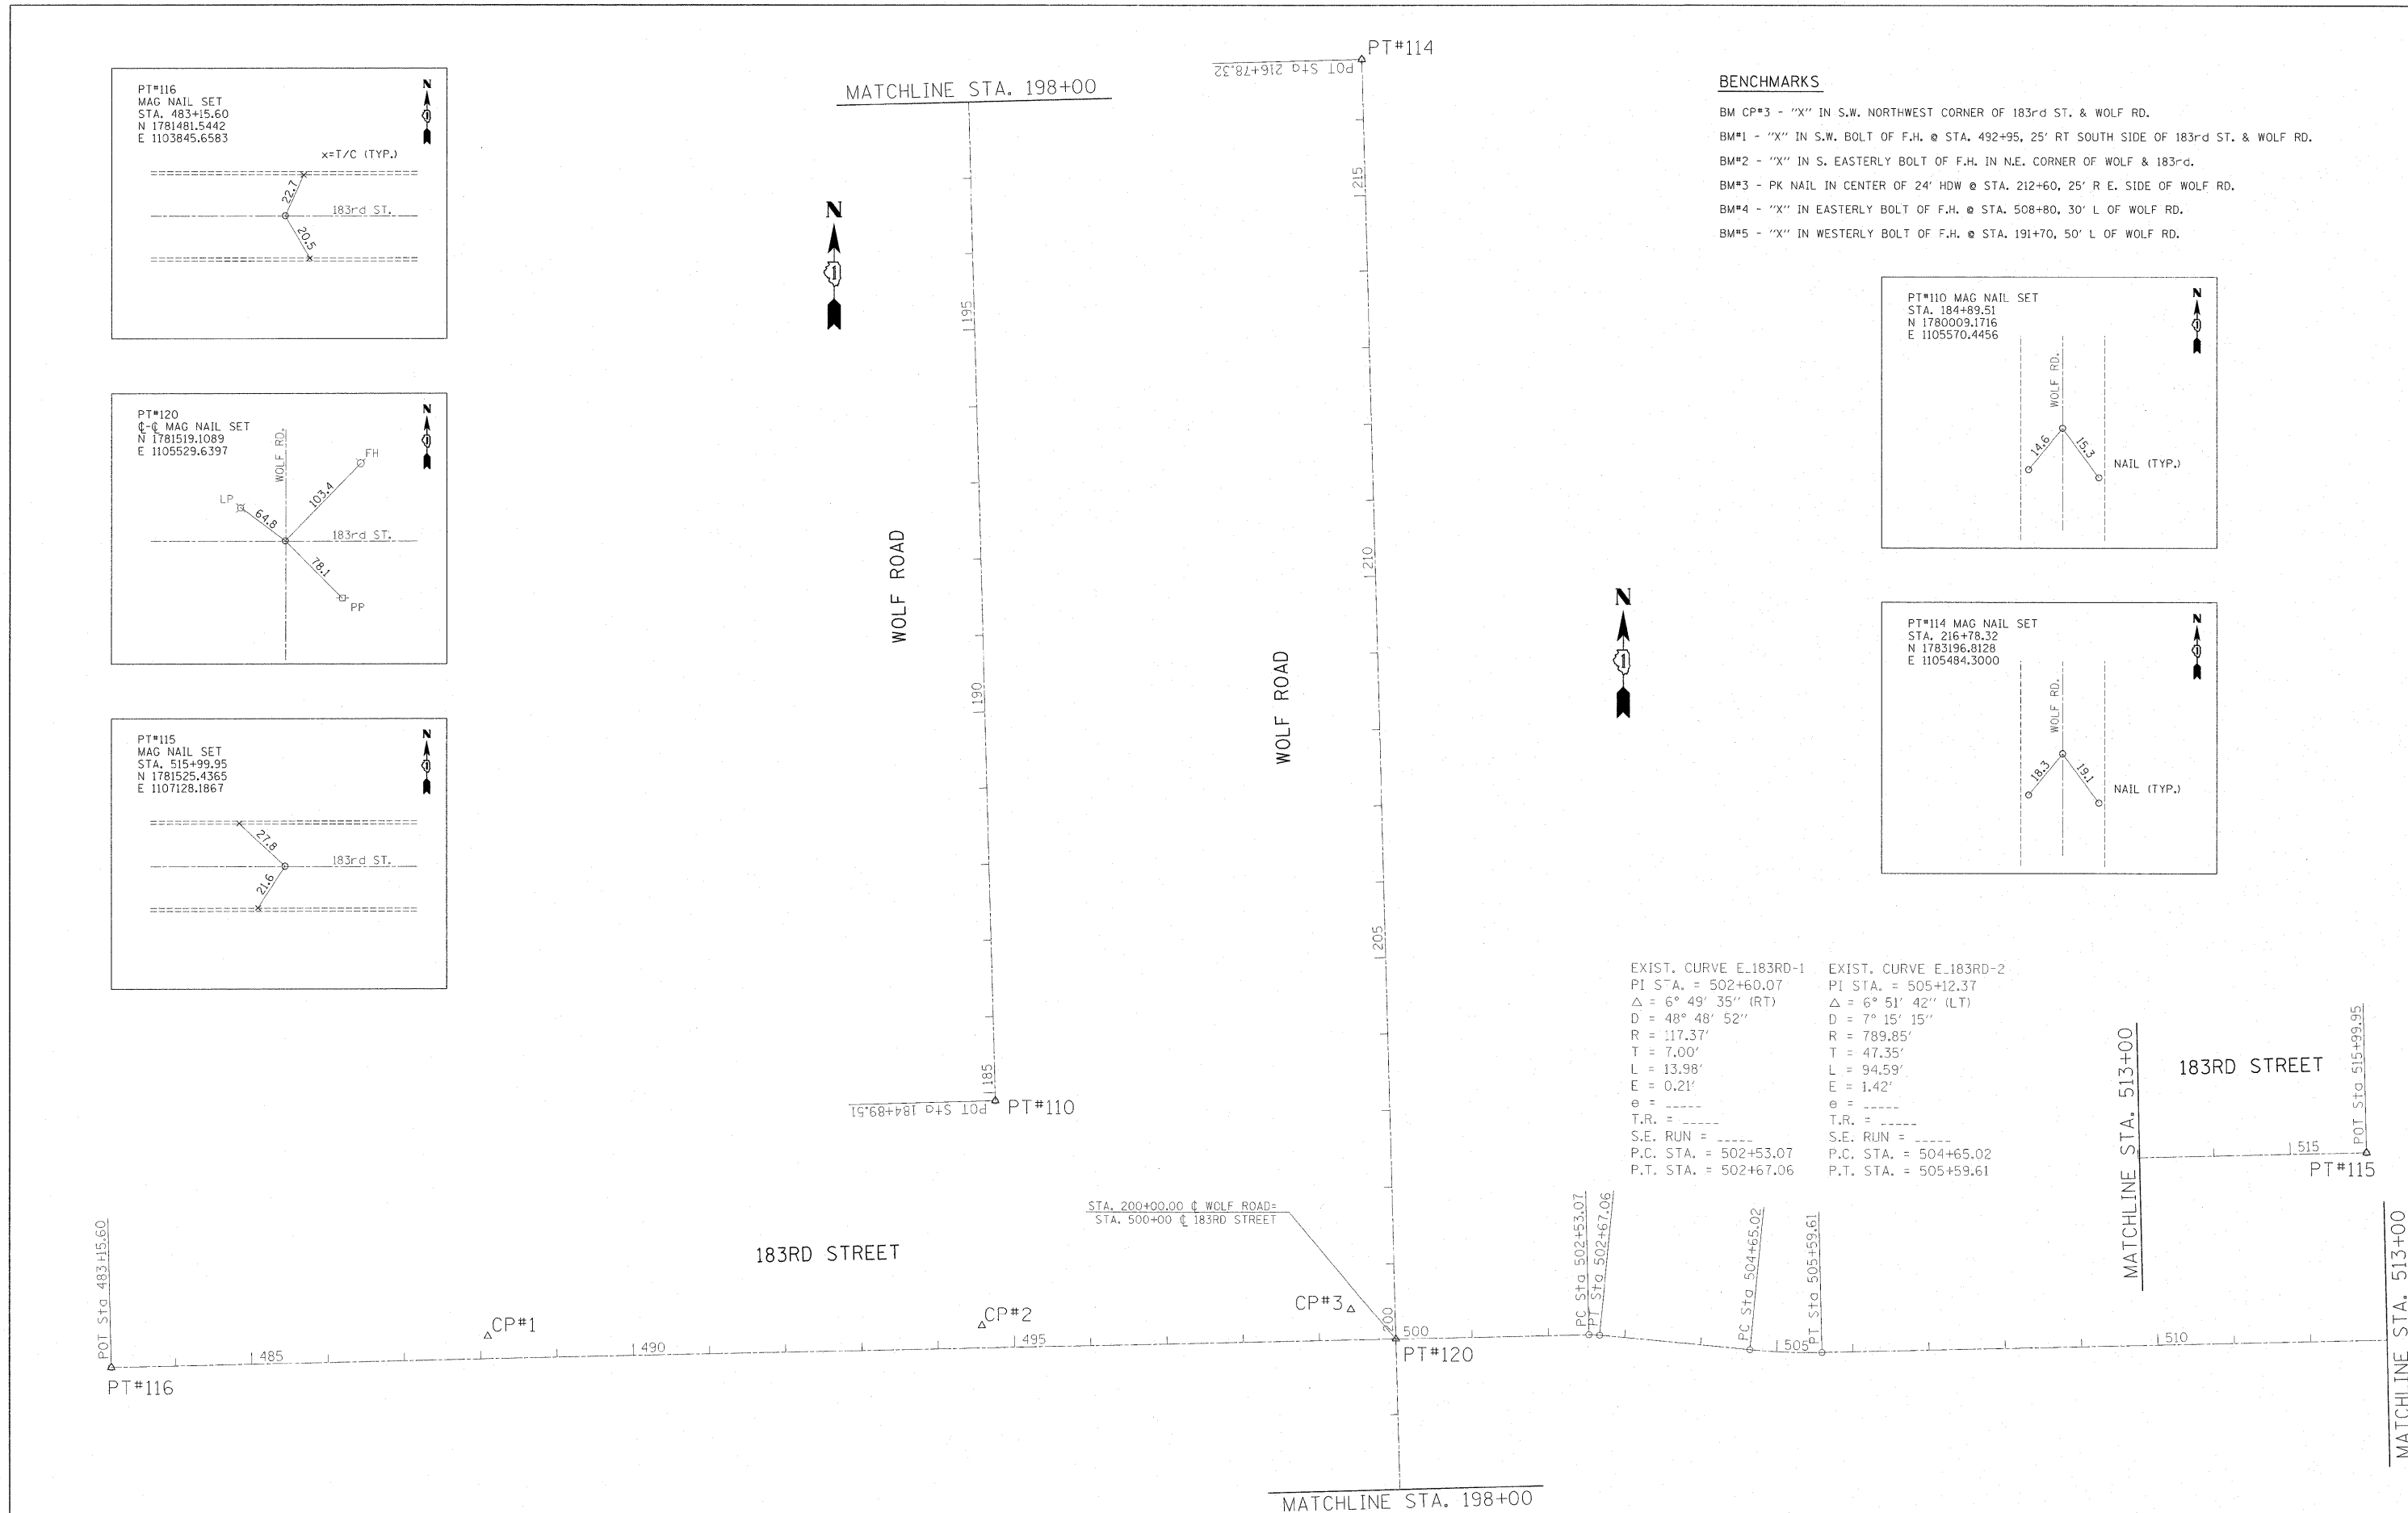 PT#116
MAG NAIL SET
STA. 483+15.60
N 1781481.5442
E 1103845.6583
N
1
x=T/C (TYP.)
22.7
183rd ST.
20.5
PT#120
℄-℄ MAG NAIL SET
N 1781519.1089
E 1105529.6397
N
1
WOLF RD.
FH
103.4
LP
64.8
183rd ST.
78.1
PP
PT#115
MAG NAIL SET
STA. 515+99.95
N 1781525.4365
E 1107128.1867
N
1
27.8
183rd ST.
21.6
MATCHLINE STA. 198+00
N
1
195
WOLF ROAD
190
185
POT Sta 184+89.51
PT#110
PT#114
POT Sta 216+78.32
215
210
WOLF ROAD
205
N
1
BENCHMARKS
BM CP#3 - "X" IN S.W. NORTHWEST CORNER OF 183rd ST. & WOLF RD.
BM#1 - "X" IN S.W. BOLT OF F.H. @ STA. 492+95, 25' RT SOUTH SIDE OF 183rd ST. & WOLF RD.
BM#2 - "X" IN S. EASTERLY BOLT OF F.H. IN N.E. CORNER OF WOLF & 183rd.
BM#3 - PK NAIL IN CENTER OF 24' HDW @ STA. 212+60, 25' R E. SIDE OF WOLF RD.
BM#4 - "X" IN EASTERLY BOLT OF F.H. @ STA. 508+80, 30' L OF WOLF RD.
BM#5 - "X" IN WESTERLY BOLT OF F.H. @ STA. 191+70, 50' L OF WOLF RD.
PT#110 MAG NAIL SET
STA. 184+89.51
N 1780009.1716
E 1105570.4456
N
1
WOLF RD.
14.6
15.3
NAIL (TYP.)
PT#114 MAG NAIL SET
STA. 216+78.32
N 1783196.8128
E 1105484.3000
N
1
WOLF RD.
18.3
19.1
NAIL (TYP.)
EXIST. CURVE E_183RD-1
PI STA. = 502+60.07
Δ = 6° 49' 35" (RT)
D = 48° 48' 52"
R = 117.37'
T = 7.00'
L = 13.98'
E = 0.21'
e = _____
T.R. = _____
S.E. RUN = _____
P.C. STA. = 502+53.07
P.T. STA. = 502+67.06
EXIST. CURVE E_183RD-2
PI STA. = 505+12.37
Δ = 6° 51' 42" (LT)
D = 7° 15' 15"
R = 789.85'
T = 47.35'
L = 94.59'
E = 1.42'
e = _____
T.R. = _____
S.E. RUN = _____
P.C. STA. = 504+65.02
P.T. STA. = 505+59.61
MATCHLINE STA. 513+00
183RD STREET
515
POT Sta 515+99.95
PT#115
STA. 200+00.00 ℄ WOLF ROAD=
STA. 500+00 ℄ 183RD STREET
183RD STREET
POT Sta 483+15.60
PT#116
485
CP#1
490
CP#2
495
CP#3
200
500
PT#120
PC Sta 502+53.07
PT Sta 502+67.06
PC Sta 504+65.02
505
PT Sta 505+59.61
510
MATCHLINE STA. 513+00
MATCHLINE STA. 198+00